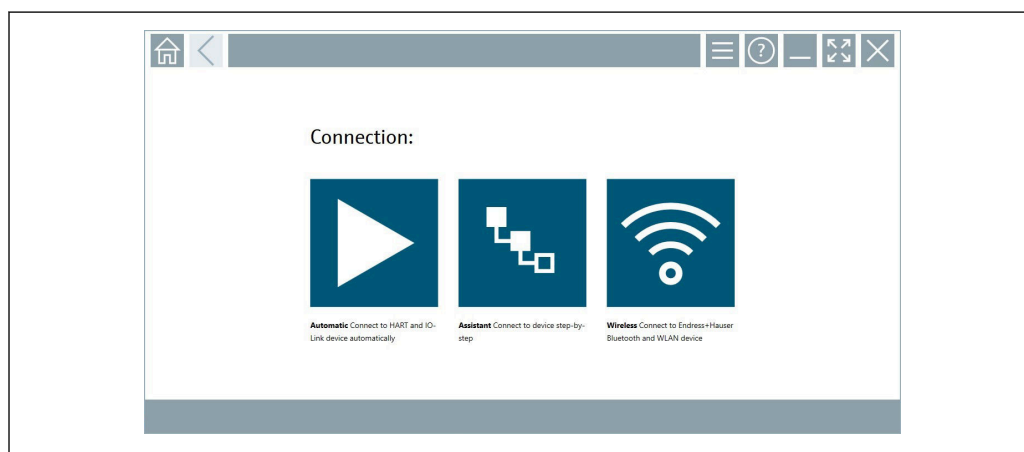 Connection:
Automatic Connect to HART and IO-
Link device automatically
Assistant Connect to device step-by-
step
Wireless Connect to Endress+Hauser
Bluetooth and WLAN device